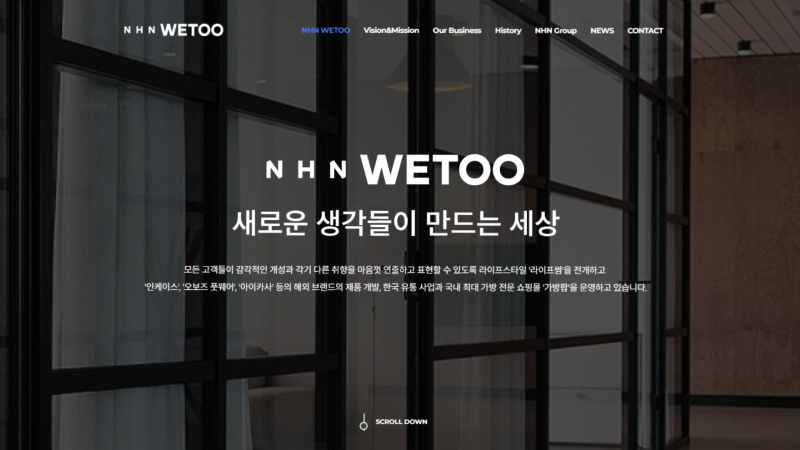 NHN WETOO
NHN WETOO Vision&Mission Our Business History NHN Group NEWS CONTACT
NHN WETOO
새로운 생각들이 만드는 세상
모든 고객들이 감각적인 개성과 각기 다른 취향을 마음껏 연출하고 표현할 수 있도록 라이프스타일 '라이프썸'을 전개하고
'인케이스', '오보즈 풋웨어', '아이카사' 등의 해외 브랜드의 제품 개발, 한국 유통 사업과 국내 최대 가방 전문 쇼핑몰 '가방팝'을 운영하고 있습니다.
SCROLL DOWN